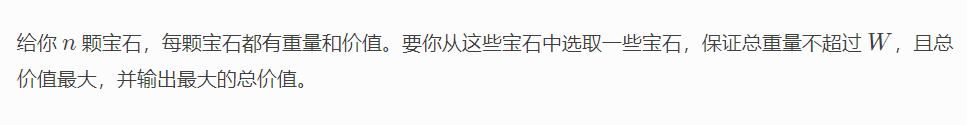 给你 n 颗宝石，每颗宝石都有重量和价值。要你从这些宝石中选取一些宝石，保证总重量不超过 W，且总
价值最大，并输出最大的总价值。